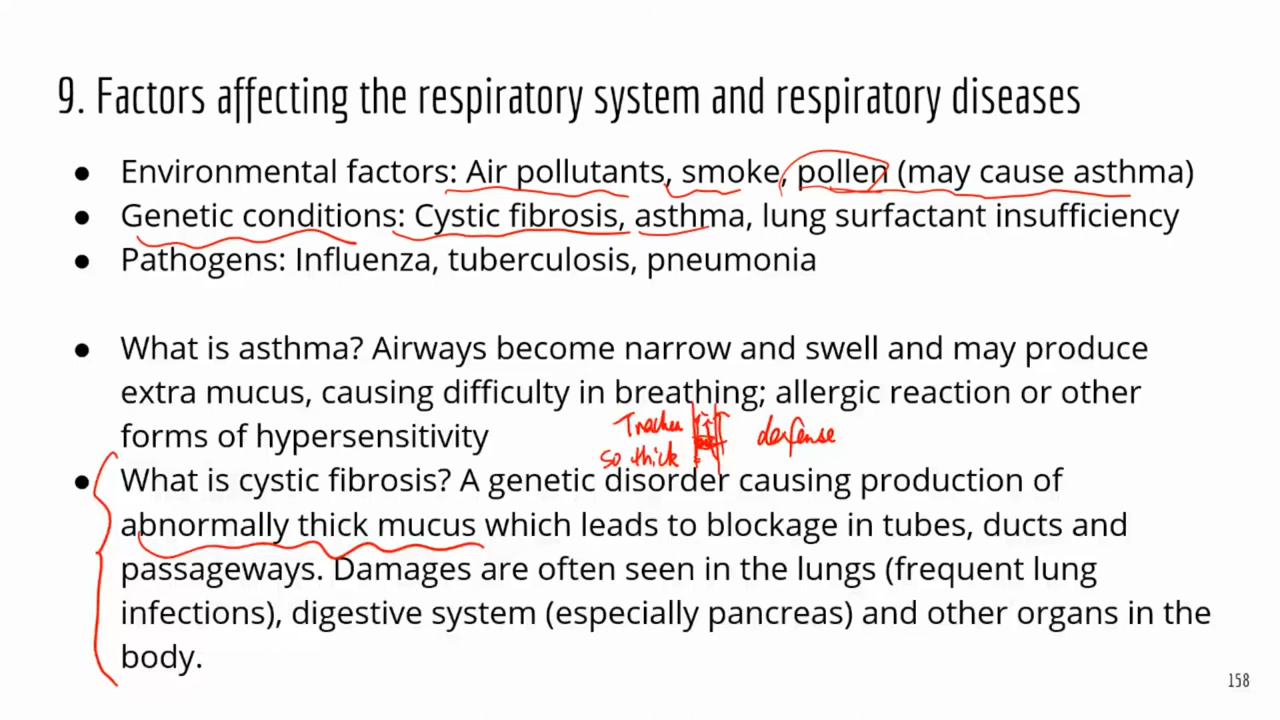 9. Factors affecting the respiratory system and respiratory diseases
● Environmental factors: Air pollutants, smoke, pollen (may cause asthma)
● Genetic conditions: Cystic fibrosis, asthma, lung surfactant insufficiency
● Pathogens: Influenza, tuberculosis, pneumonia
● What is asthma? Airways become narrow and swell and may produce
extra mucus, causing difficulty in breathing; allergic reaction or other
forms of hypersensitivity
so thick
● What is cystic fibrosis? A genetic disorder causing production of
abnormally thick mucus which leads to blockage in tubes, ducts and
passageways. Damages are often seen in the lungs (frequent lung
infections), digestive system (especially pancreas) and other organs in the
body.
158